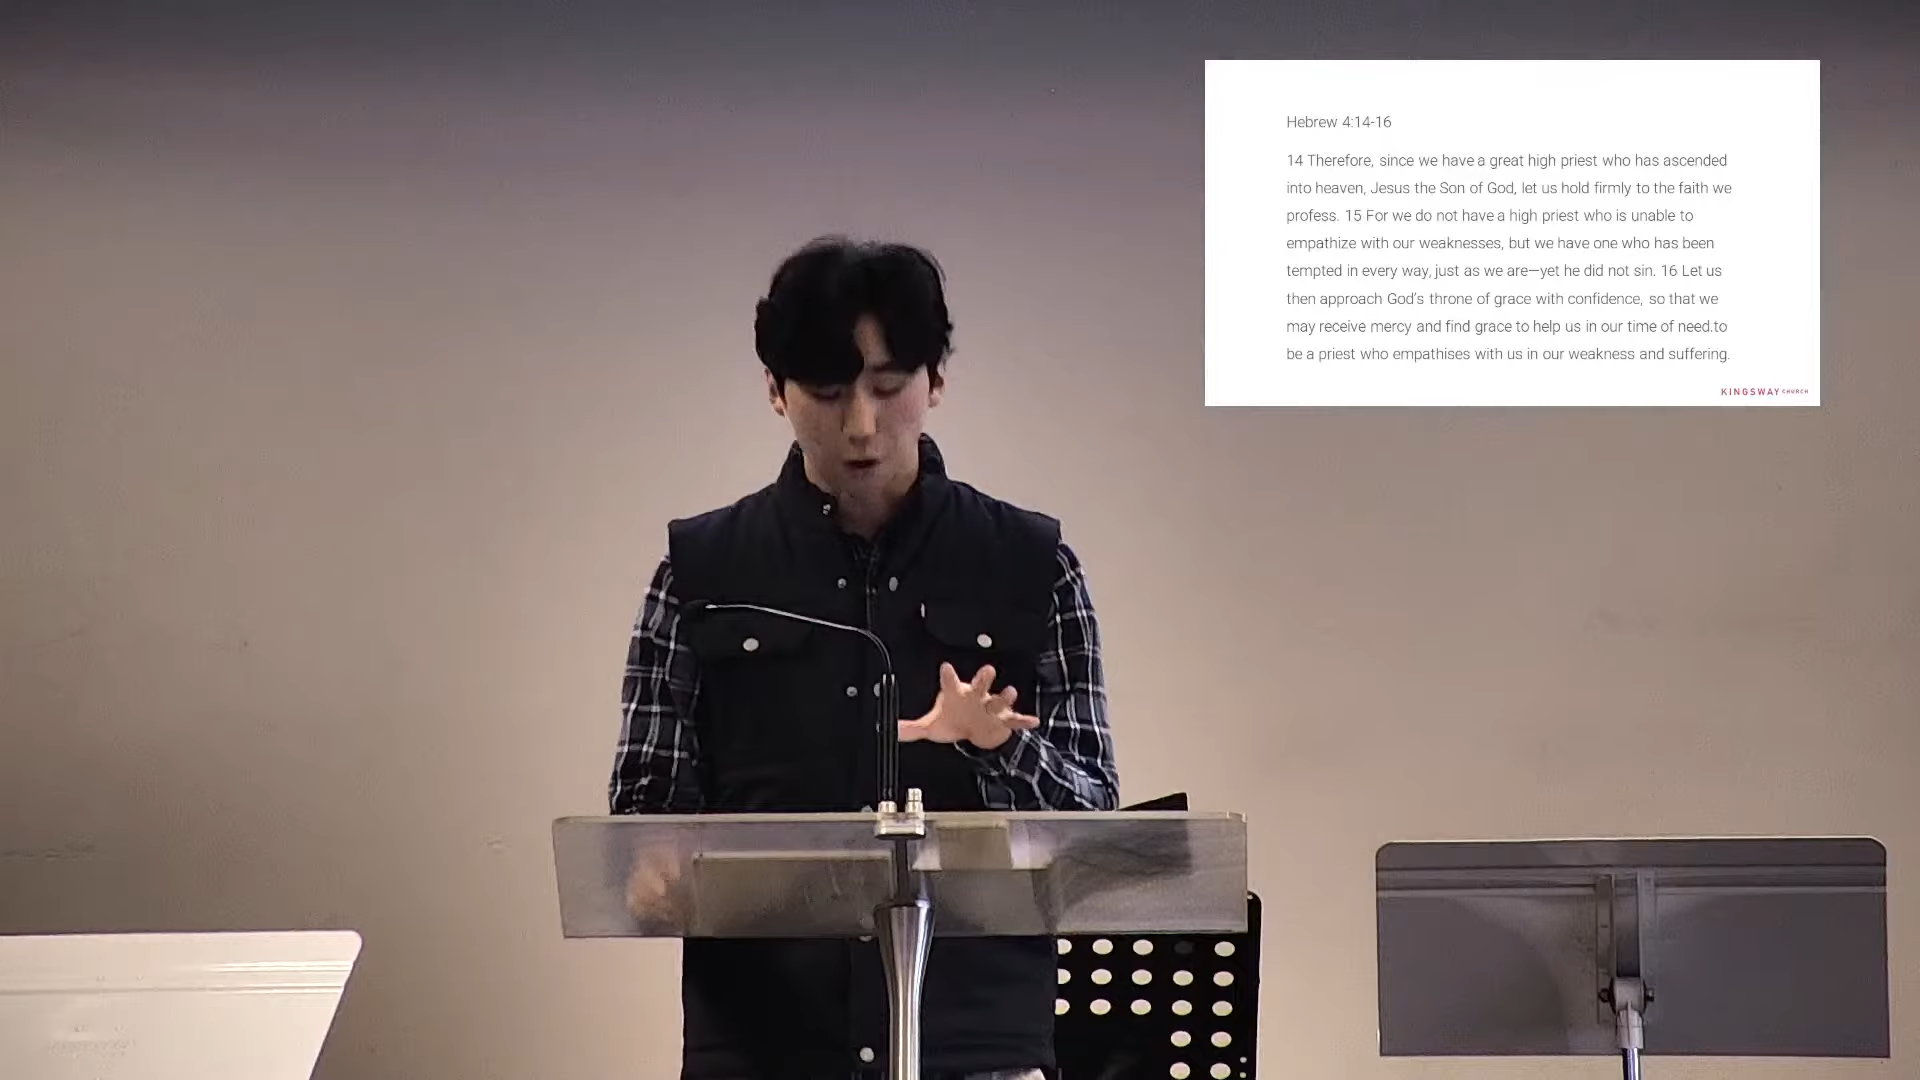 Hebrew 4:14-16
14 Therefore, since we have a great high priest who has ascended
into heaven, Jesus the Son of God, let us hold firmly to the faith we
profess. 15 For we do not have a high priest who is unable to
empathize with our weaknesses, but we have one who has been
tempted in every way, just as we are—yet he did not sin. 16 Let us
then approach God's throne of grace with confidence, so that we
may receive mercy and find grace to help us in our time of need.to
be a priest who empathises with us in our weakness and suffering.
KINGSWAY CHURCH